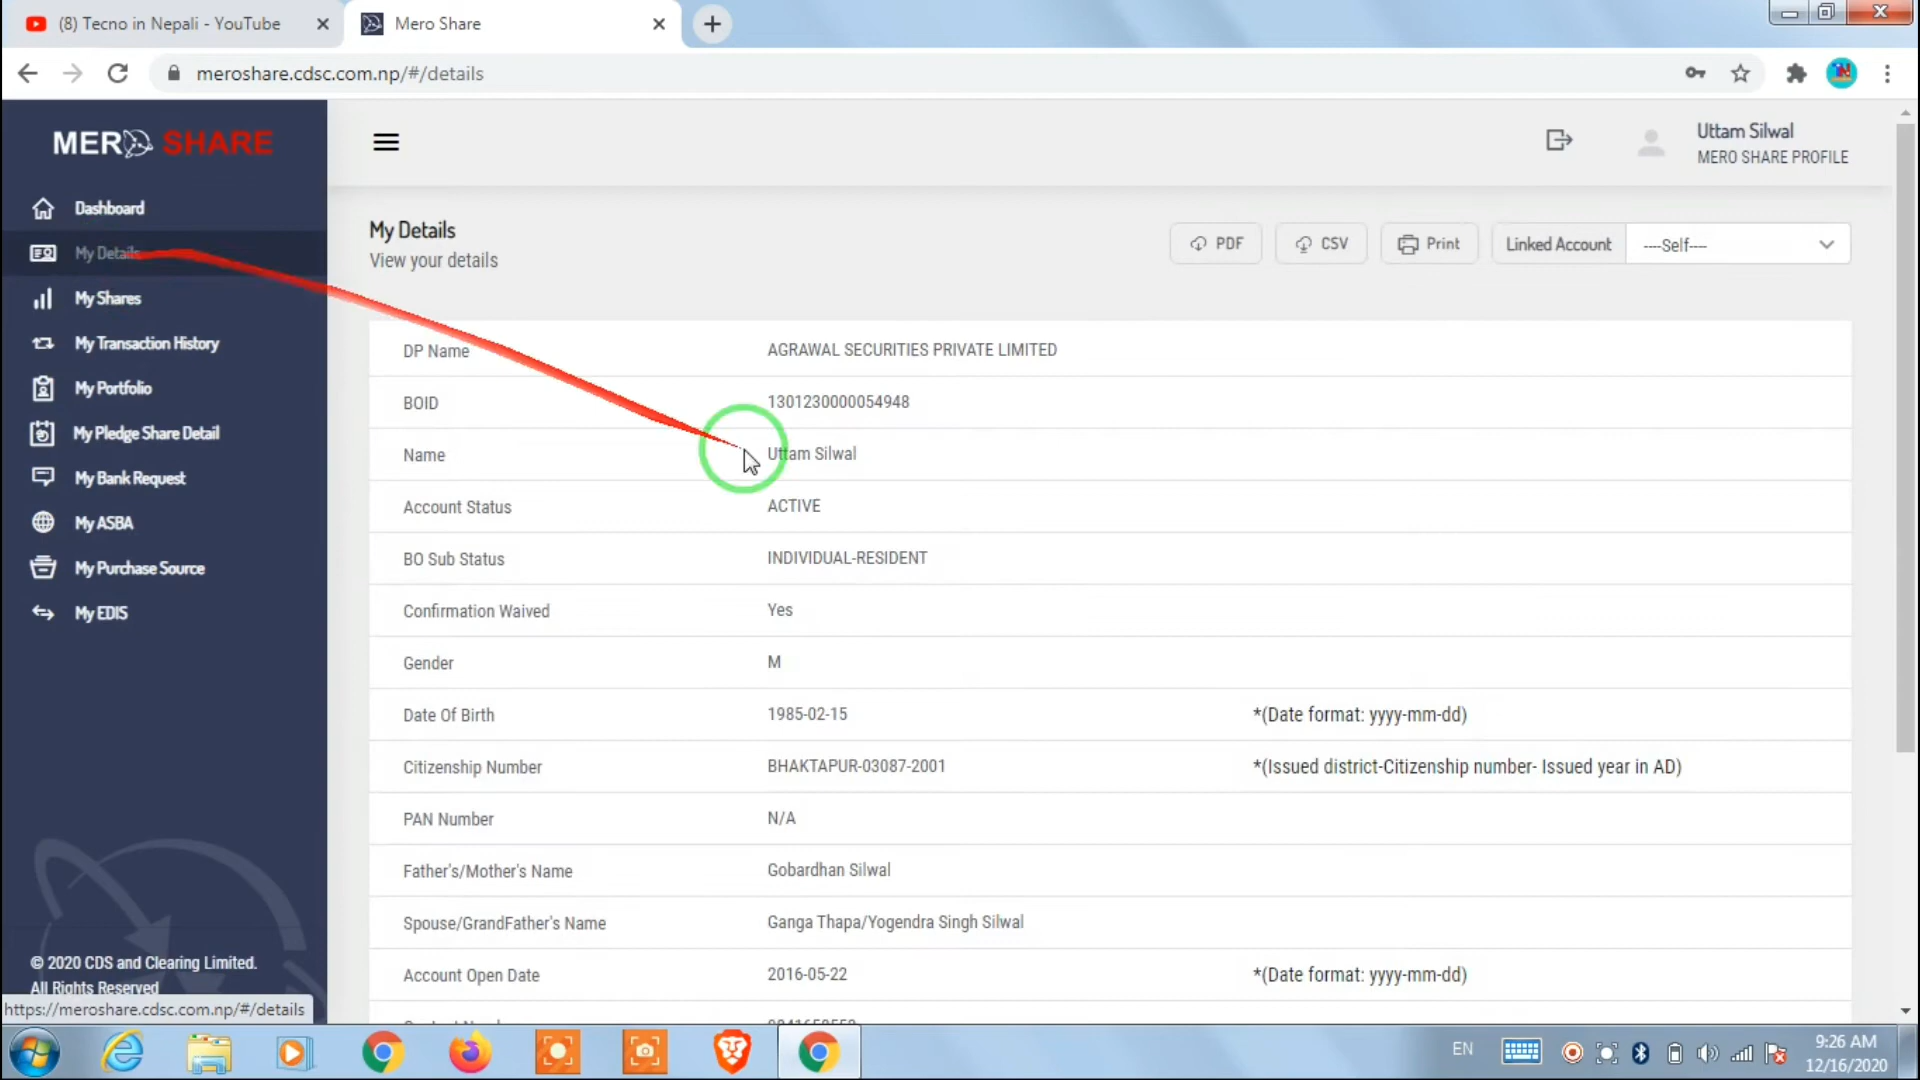 (8) Tecno in Nepali - YouTube
Mero Share
meroshare.cdsc.com.np/#/details
MERO SHARE
Uttam Silwal
MERO SHARE PROFILE
Dashboard
My Details
My Shares
My Transaction History
My Portfolio
My Pledge Share Detail
My Bank Request
My ASBA
My Purchase Source
My EDIS
© 2020 CDS and Clearing Limited.
All Rights Reserved
https://meroshare.cdsc.com.np/#/details
My Details
View your details
PDF
CSV
Print
Linked Account
----Self----
DP Name AGRAWAL SECURITIES PRIVATE LIMITED
BOID 1301230000054948
Name Uttam Silwal
Account Status ACTIVE
BO Sub Status INDIVIDUAL-RESIDENT
Confirmation Waived Yes
Gender M
Date Of Birth 1985-02-15 *(Date format: yyyy-mm-dd)
Citizenship Number BHAKTAPUR-03087-2001 *(Issued district-Citizenship number- Issued year in AD)
PAN Number N/A
Father's/Mother's Name Gobardhan Silwal
Spouse/GrandFather's Name Ganga Thapa/Yogendra Singh Silwal
Account Open Date 2016-05-22 *(Date format: yyyy-mm-dd)
EN
9:26 AM
12/16/2020